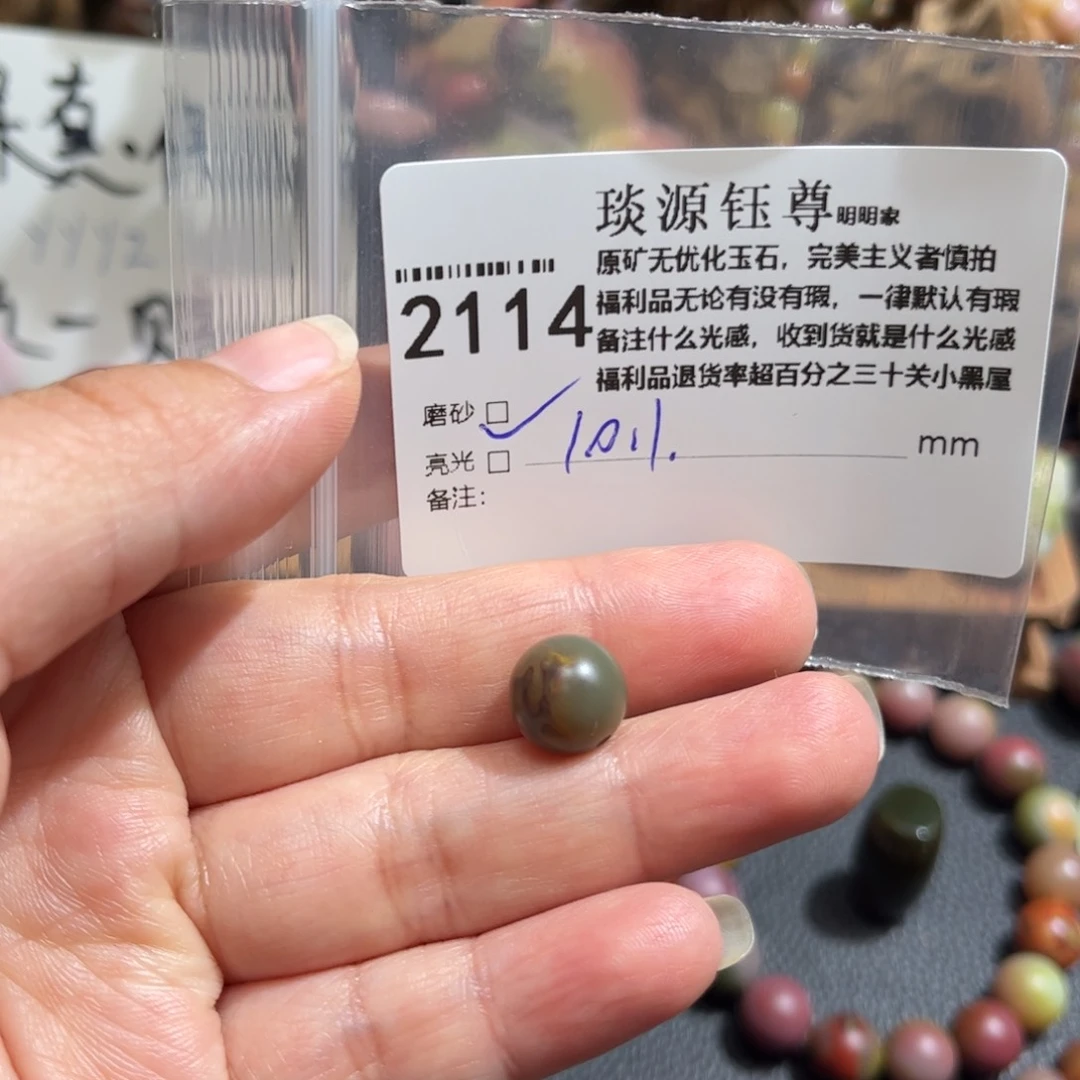 琰源钰尊明明家
原矿无优化玉石，完美主义者慎拍
福利品无论有没有瑕，一律默认有瑕
备注什么光感，收到货就是什么光感
福利品退货率超百分之三十关小黑屋
2114
磨砂 □ ✓
亮光 □ 10.11. mm
备注：